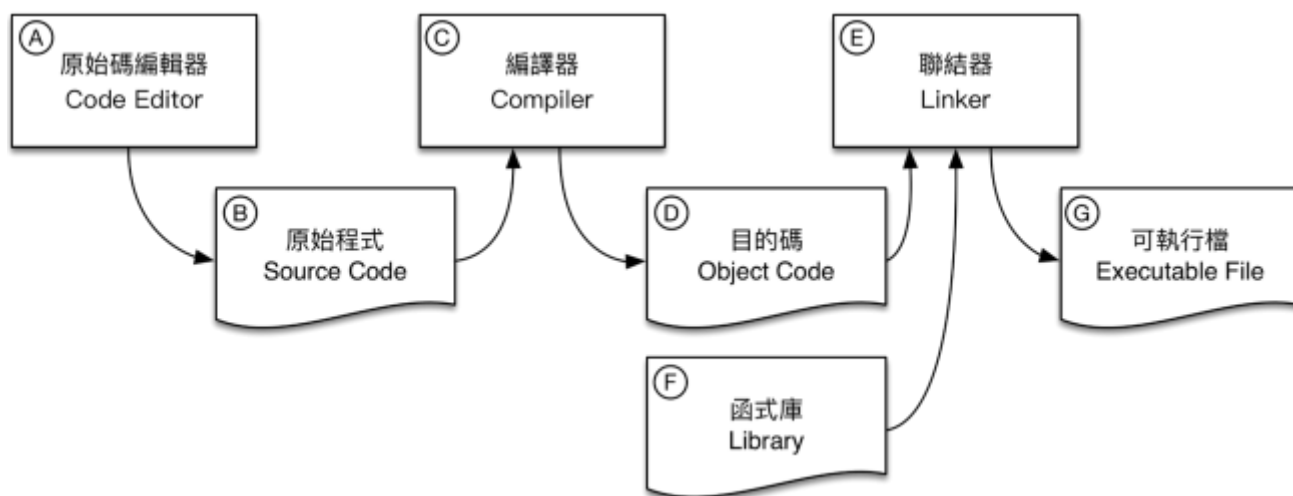 A
原始碼編輯器
Code Editor
B
原始程式
Source Code
C
編譯器
Compiler
D
目的碼
Object Code
E
聯結器
Linker
F
函式庫
Library
G
可執行檔
Executable File